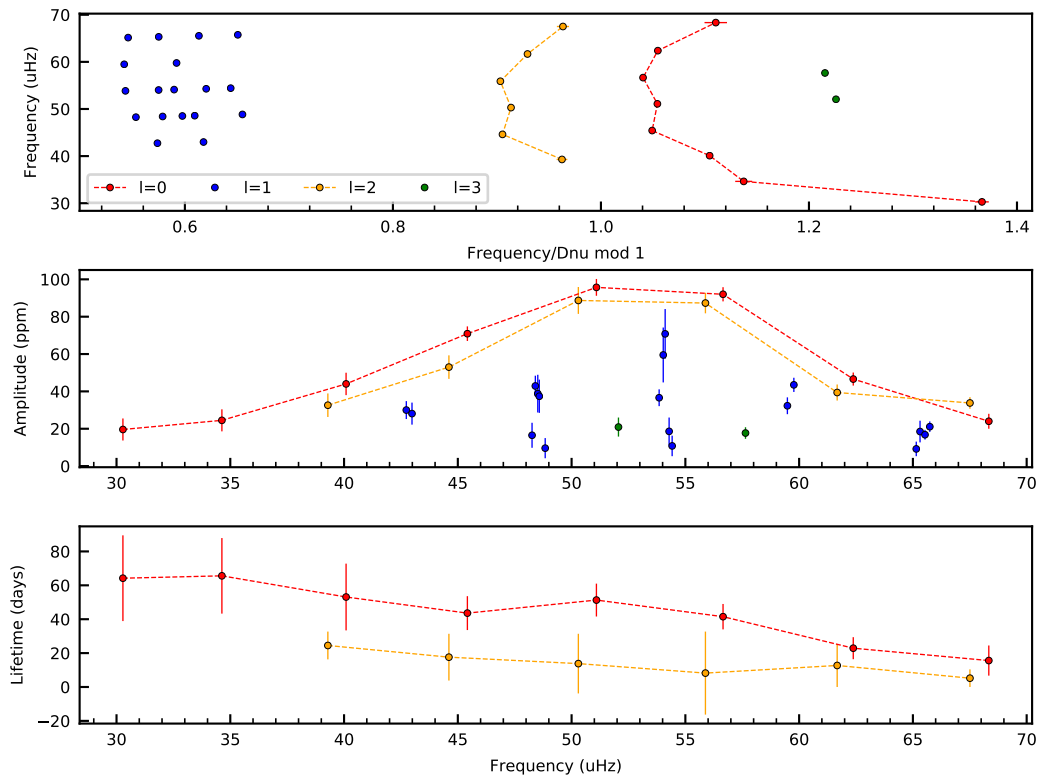 70
60
50
40
30
Frequency (uHz)
l=0 l=1 l=2 l=3
0.6 0.8 1.0 1.2 1.4
Frequency/Dnu mod 1
100
80
60
40
20
0
Amplitude (ppm)
30 35 40 45 50 55 60 65 70
80
60
40
20
0
−20
Lifetime (days)
30 35 40 45 50 55 60 65 70
Frequency (uHz)